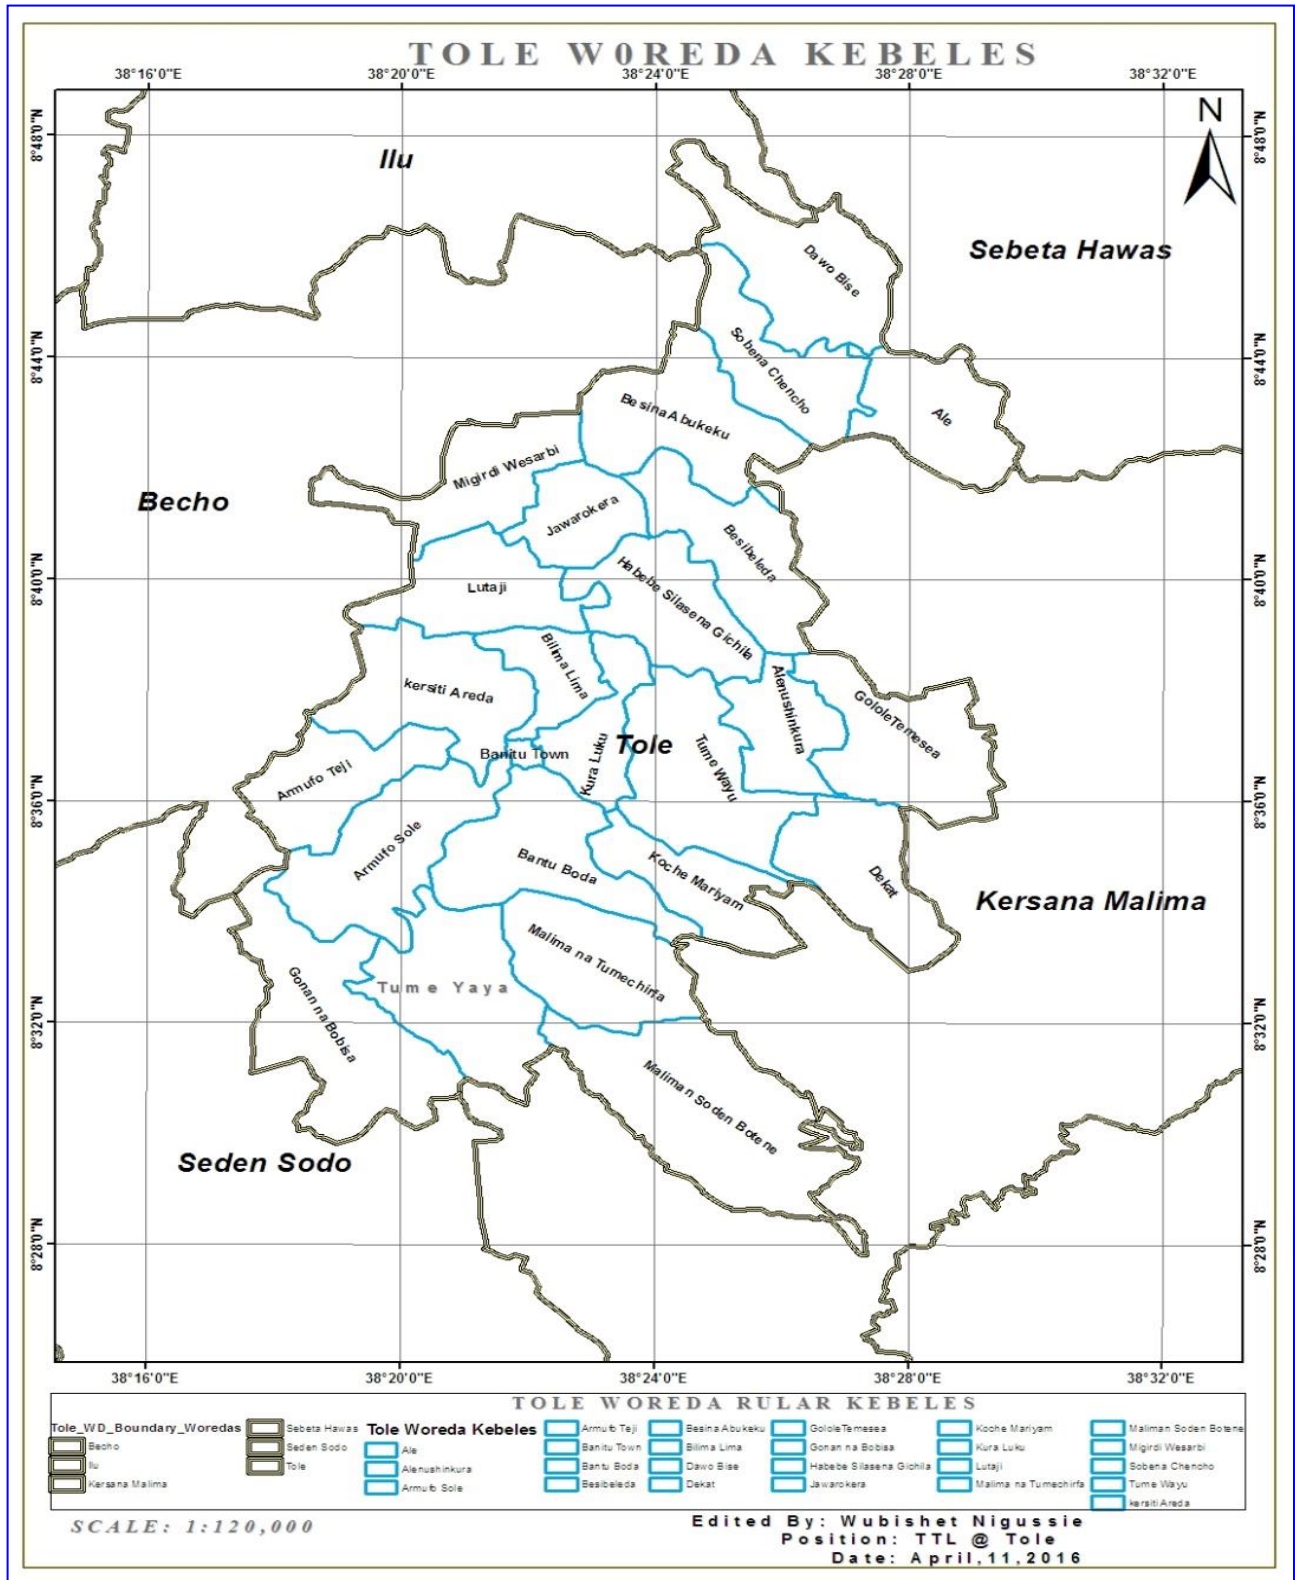 TOLE W0REDA KEBELES
38°16'0"E 38°20'0"E 38°24'0"E 38°28'0"E 38°32'0"E
N
8°48'0"N 8°48'0"N
Ilu
Sebeta Hawas
Dawo Bise
8°44'0"N 8°44'0"N
Sobena Chencho
Besina Abukeku
Ale
Migirdi Wesarbi
Becho
Jawarokera
Besibeleda
8°40'0"N 8°40'0"N
Lutaji
Habebe Silasena Gichila
Bilima Lima
kersiti Areda
Alenushinkura
GololeTemesea
Banitu Town
Kura Luku
Tole
Tume Wayu
Armufo Teji
8°36'0"N 8°36'0"N
Armufo Sole
Bantu Boda
Koche Mariyam
Dekat
Kersana Malima
Malima na Tumechirfa
Tume Yaya
Gonan na Bobisa
8°32'0"N 8°32'0"N
Maliman Soden Botene
Seden Sodo
8°28'0"N 8°28'0"N
38°16'0"E 38°20'0"E 38°24'0"E 38°28'0"E 38°32'0"E
TOLE WOREDA RULAR KEBELES
Tole_WD_Boundary_Woredas
Becho
Ilu
Kersana Malima
Sebeta Hawas
Seden Sodo
Tole
Tole Woreda Kebeles
Ale
Alenushinkura
Armufo Sole
Armufo Teji
Banitu Town
Bantu Boda
Besibeleda
Besina Abukeku
Bilima Lima
Dawo Bise
Dekat
GololeTemesea
Gonan na Bobisa
Habebe Silasena Gichila
Jawarokera
Koche Mariyam
Kura Luku
Lutaji
Malima na Tumechirfa
Maliman Soden Botene
Migirdi Wesarbi
Sobena Chencho
Tume Wayu
kersiti Areda
SCALE: 1:120,000
Edited By: Wubishet Nigussie
Position: TTL @ Tole
Date: April,11,2016